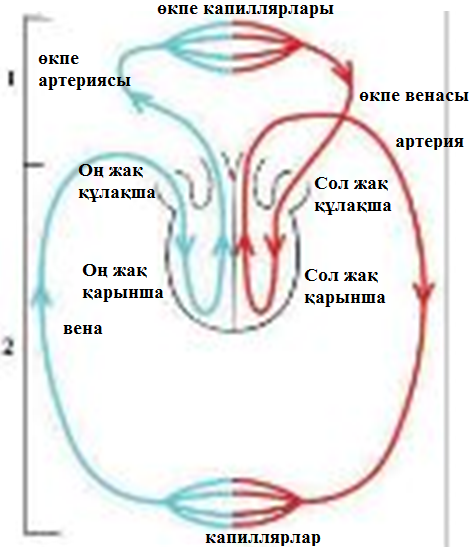 өкпе капиллярлары
өкпе
артериясы
1
өкпе венасы
артерия
Оң жақ
құлақша
Сол жақ
құлақша
Оң жақ
қарынша
Сол жақ
қарынша
вена
2
капиллярлар